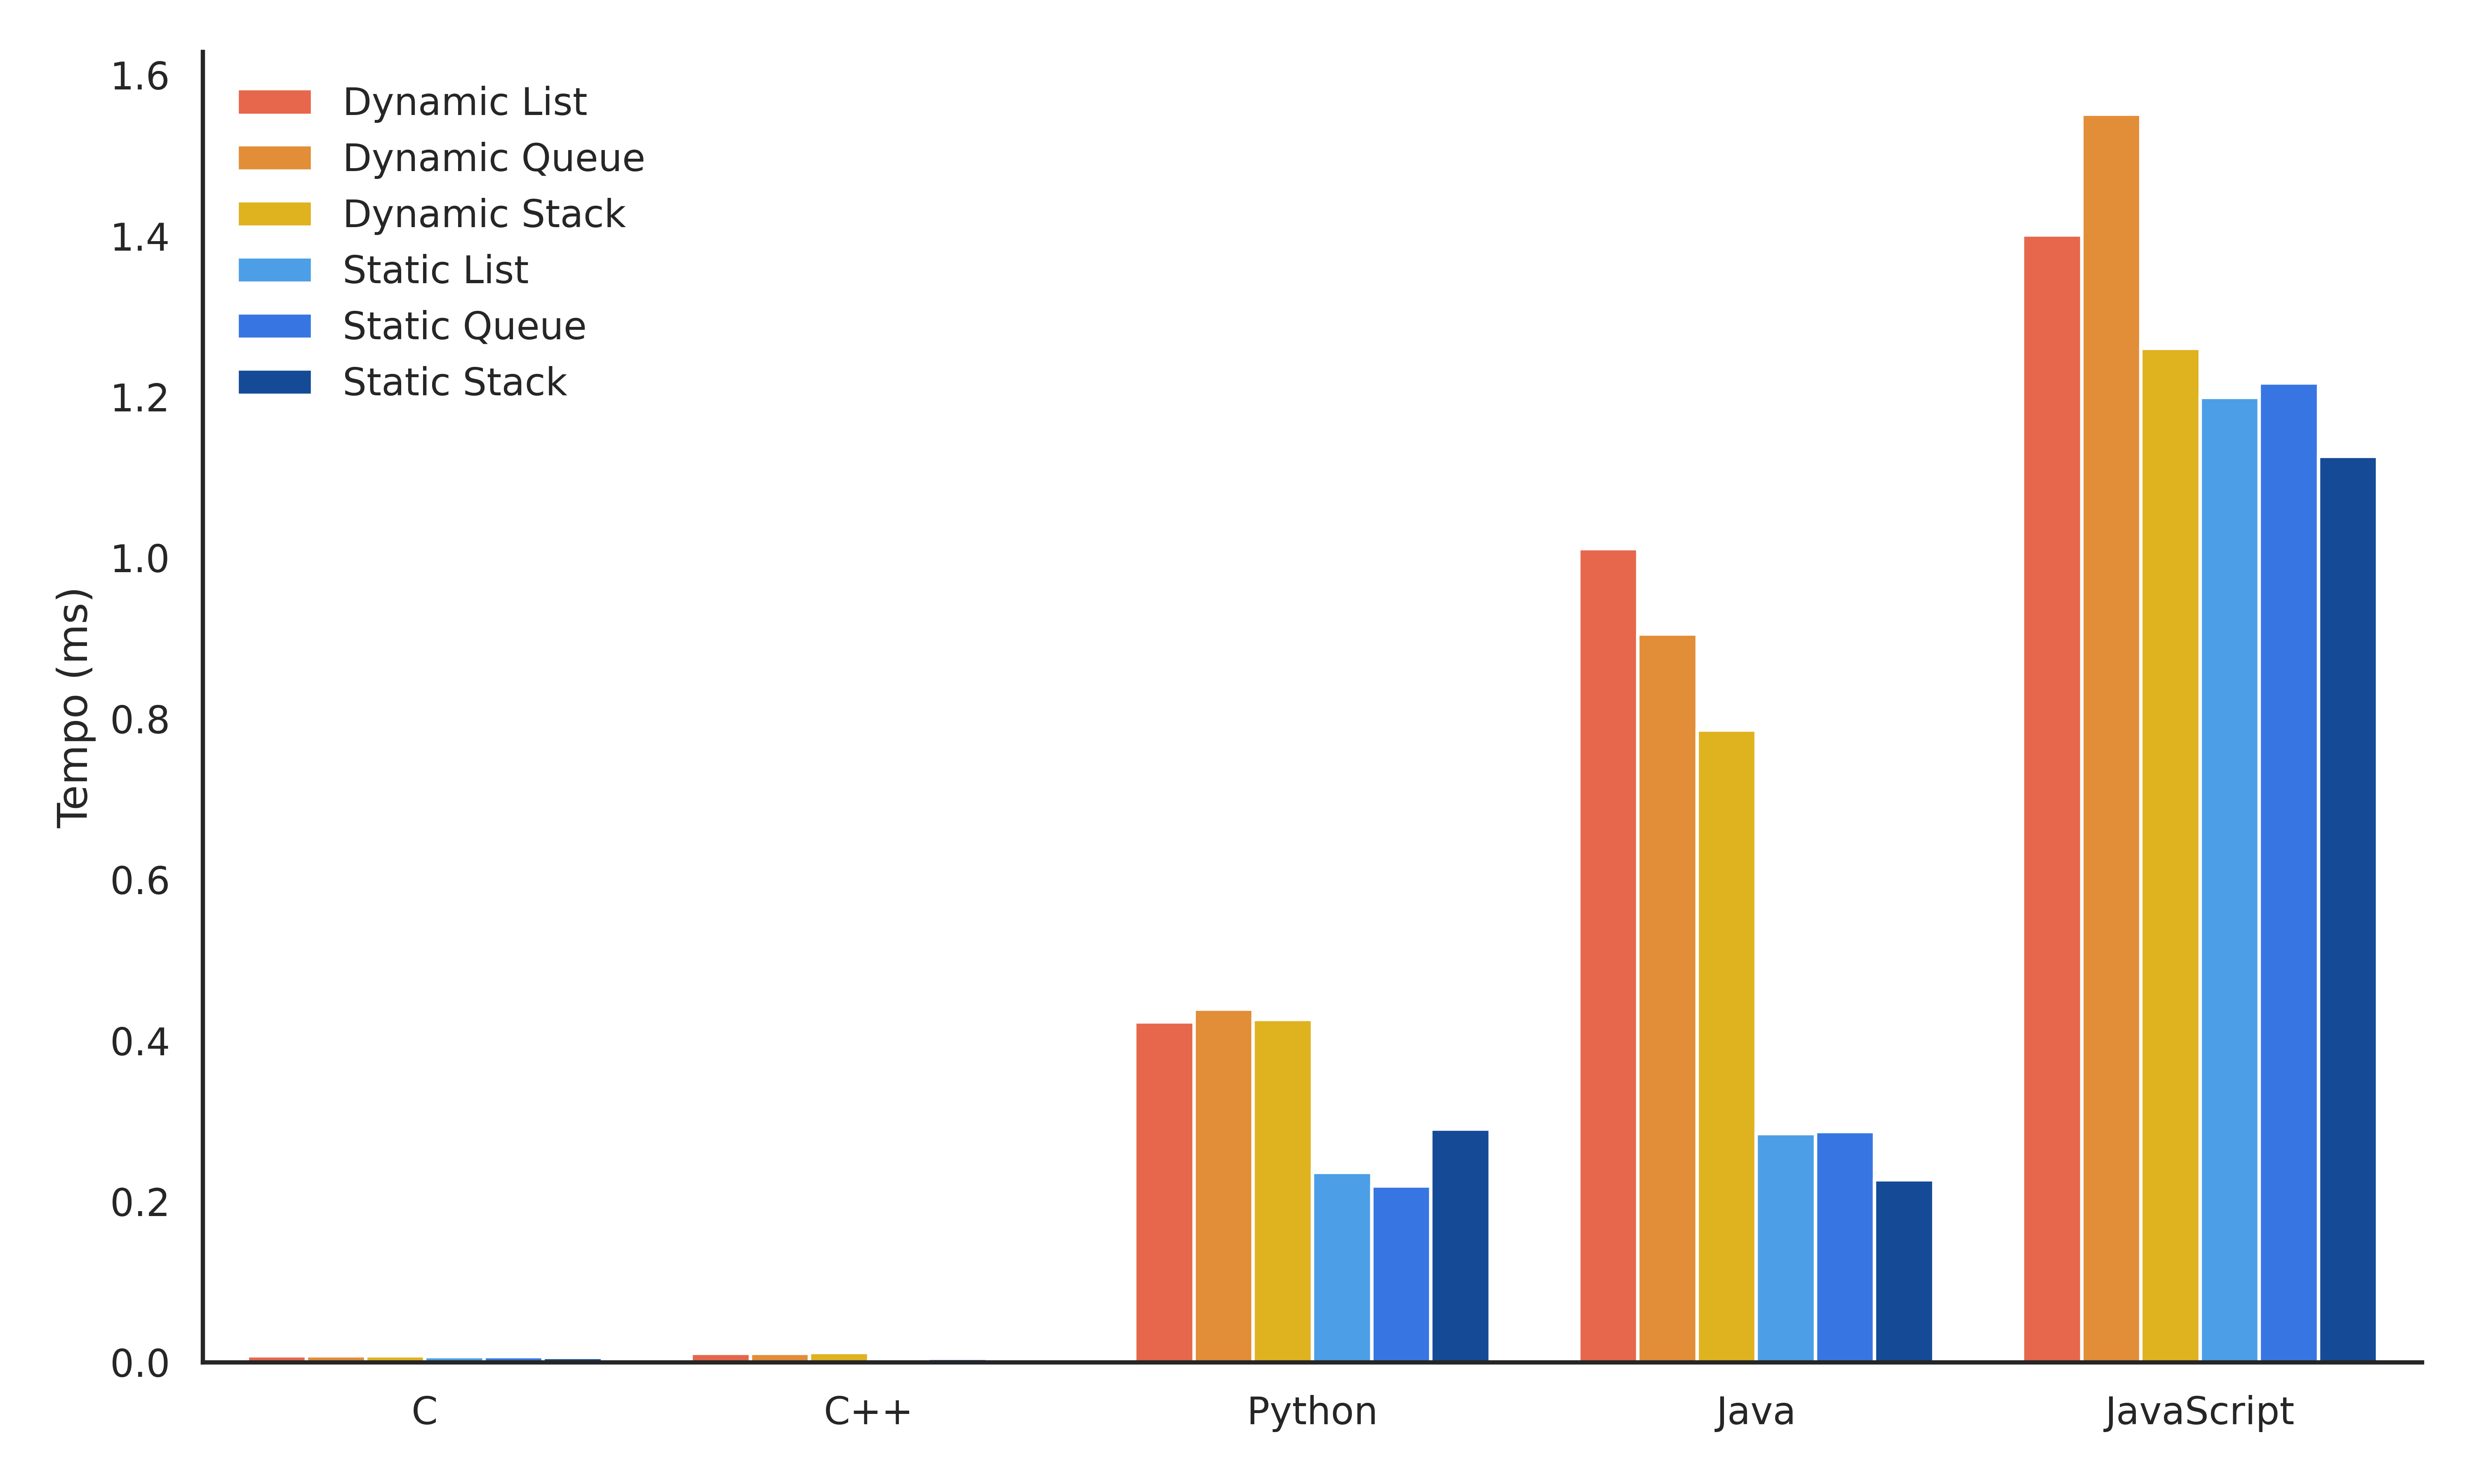 Tempo (ms)
1.6
1.4
1.2
1.0
0.8
0.6
0.4
0.2
0.0
Dynamic List
Dynamic Queue
Dynamic Stack
Static List
Static Queue
Static Stack
C
C++
Python
Java
JavaScript